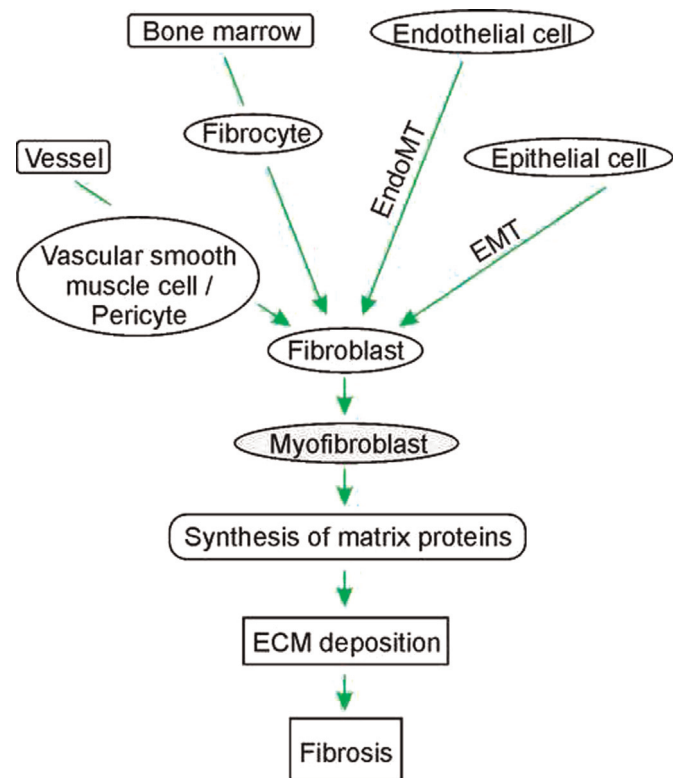 Bone marrow
Endothelial cell
Fibrocyte
Vessel
Epithelial cell
EndoMT
EMT
Vascular smooth
muscle cell /
Pericyte
Fibroblast
Myofibroblast
Synthesis of matrix proteins
ECM deposition
Fibrosis